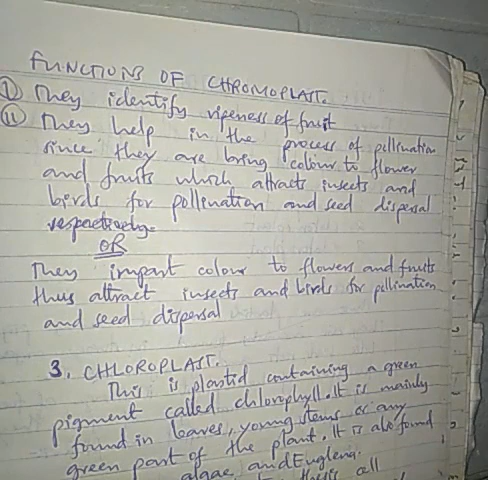 FUNCTIONS OF CHROMOPLAST.
(I) They identify ripeness of fruit
(II) They help in the process of pollination
since they are bring colour to flower
and fruits which attracts insects and
birds for pollination and seed dispersal
respectively.
OR
They impart colour to flowers and fruits
thus attract insects and birds for pollination
and seed dispersal
3. CHLOROPLAST.
This is plastid containing a green
pigment called chlorophyll. It is mainly
found in leaves, young stems or any
green part of the plant. It is also found
algae, and Euglena.
cell